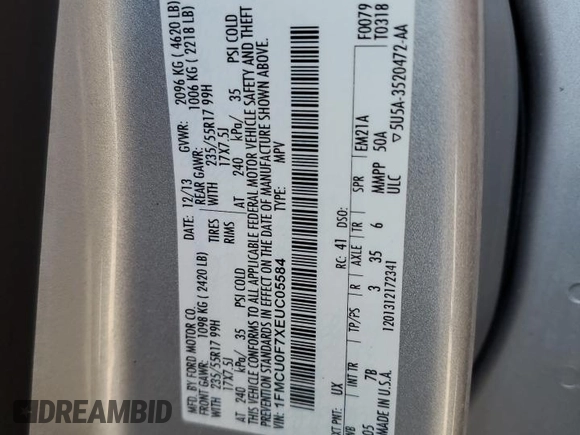 MFD. BY FORD MOTOR CO.
DATE: 12/13 GVWR: 2096 KG ( 4620 LB)
FRONT GAWR: 1098 KG (2420 LB) REAR GAWR: 1006 KG ( 2218 LB)
WITH 235/55R17 99H TIRES WITH 235/55R17 99H
17X7.5J RIMS 17X7.5J
AT 240 kPa/ 35 PSI COLD AT 240 kPa/ 35 PSI COLD
THIS VEHICLE CONFORMS TO ALL APPLICABLE FEDERAL MOTOR VEHICLE SAFETY AND THEFT
PREVENTION STANDARDS IN EFFECT ON THE DATE OF MANUFACTURE SHOWN ABOVE.
VIN: 1FMCU0F7XEUC05584
TYPE: MPV
F0079
T0318
EXT PNT: UX RC: 41 DSO:
WB INT TR TP/PS R AXLE TR SPR EM21A
105 7B 3 35 6 MMPP 50A
MADE IN U.S.A. 1201312172341 ULC ▽5U5A-3520472-AA
DREAMBID